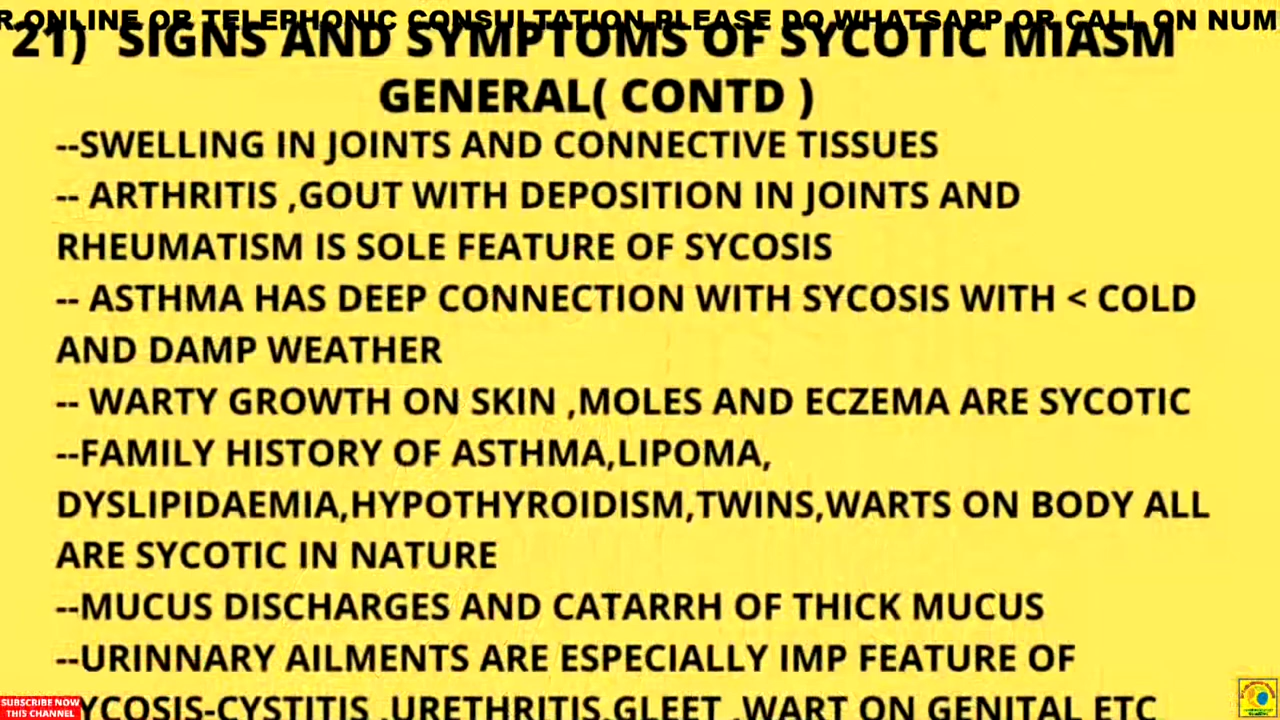 R ONLINE OR TELEPHONIC CONSULTATION PLEASE DO WHATSAPP OR CALL ON NUM
21) SIGNS AND SYMPTOMS OF SYCOTIC MIASM
GENERAL( CONTD )
--SWELLING IN JOINTS AND CONNECTIVE TISSUES
-- ARTHRITIS ,GOUT WITH DEPOSITION IN JOINTS AND
RHEUMATISM IS SOLE FEATURE OF SYCOSIS
-- ASTHMA HAS DEEP CONNECTION WITH SYCOSIS WITH < COLD
AND DAMP WEATHER
-- WARTY GROWTH ON SKIN ,MOLES AND ECZEMA ARE SYCOTIC
--FAMILY HISTORY OF ASTHMA,LIPOMA,
DYSLIPIDAEMIA,HYPOTHYROIDISM,TWINS,WARTS ON BODY ALL
ARE SYCOTIC IN NATURE
--MUCUS DISCHARGES AND CATARRH OF THICK MUCUS
--URINNARY AILMENTS ARE ESPECIALLY IMP FEATURE OF
YCOSIS-CYSTITIS ,URETHRITIS,GLEET ,WART ON GENITAL ETC
SUBSCRIBE NOW
THIS CHANNEL